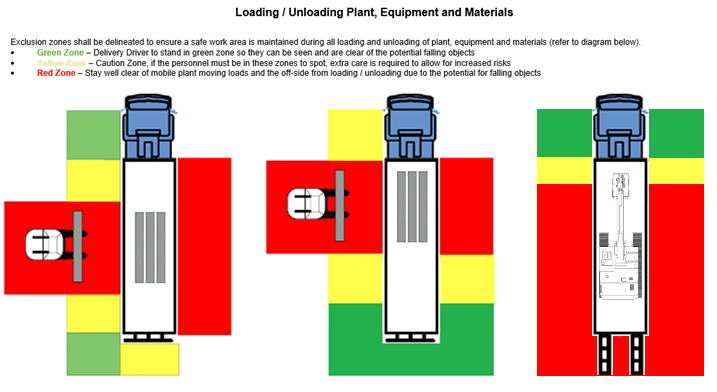 Loading / Unloading Plant, Equipment and Materials
Exclusion zones shall be delineated to ensure a safe work area is maintained during all loading and unloading of plant, equipment and materials (refer to diagram below).
• Green Zone – Delivery Driver to stand in green zone so they can be seen and are clear of the potential falling objects
• Yellow Zone – Caution Zone, if the personnel must be in these zones to spot, extra care is required to allow for increased risks
• Red Zone – Stay well clear of mobile plant moving loads and the off-side from loading / unloading due to the potential for falling objects